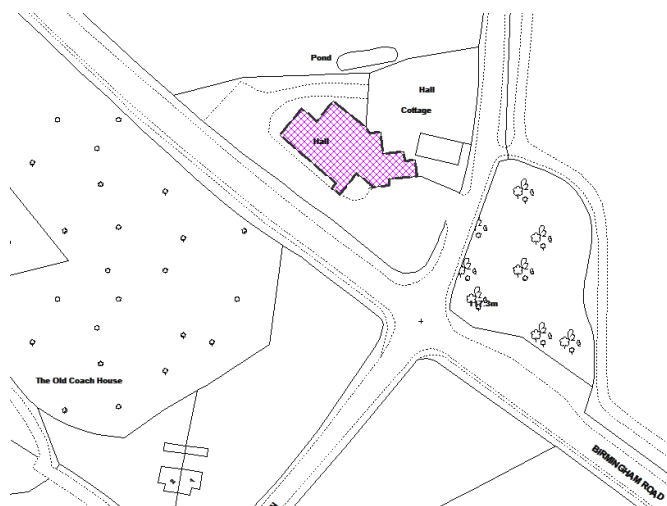 Pond
Hall
Cottage
Hall
The Old Coach House
BIRMINGHAM ROAD